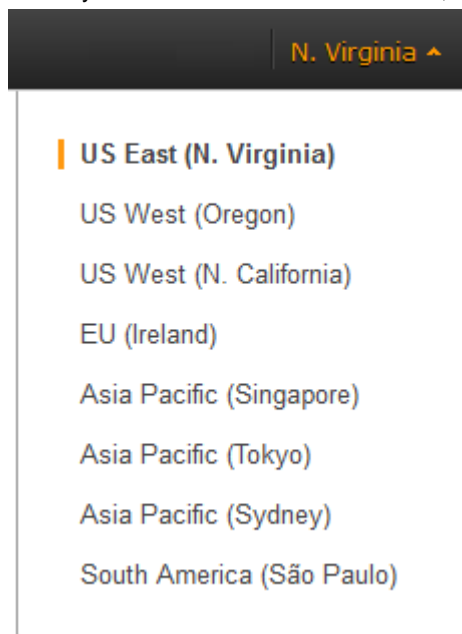 N. Virginia
US East (N. Virginia)
US West (Oregon)
US West (N. California)
EU (Ireland)
Asia Pacific (Singapore)
Asia Pacific (Tokyo)
Asia Pacific (Sydney)
South America (São Paulo)